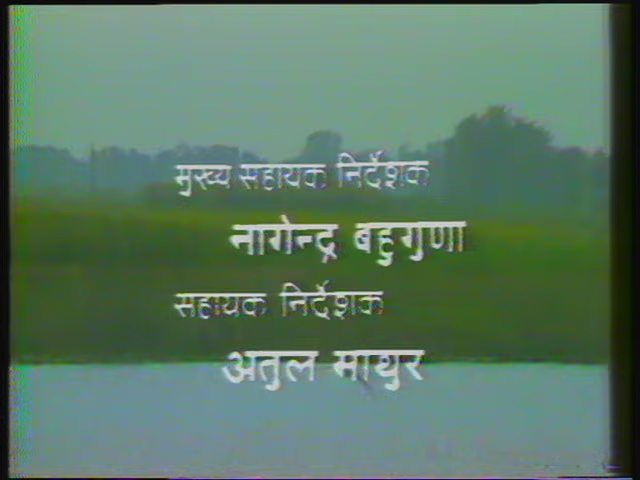 मुख्य सहायक निर्देशक
नागेन्द्र बहुगुणा
सहायक निर्देशक
अतुल माथुर